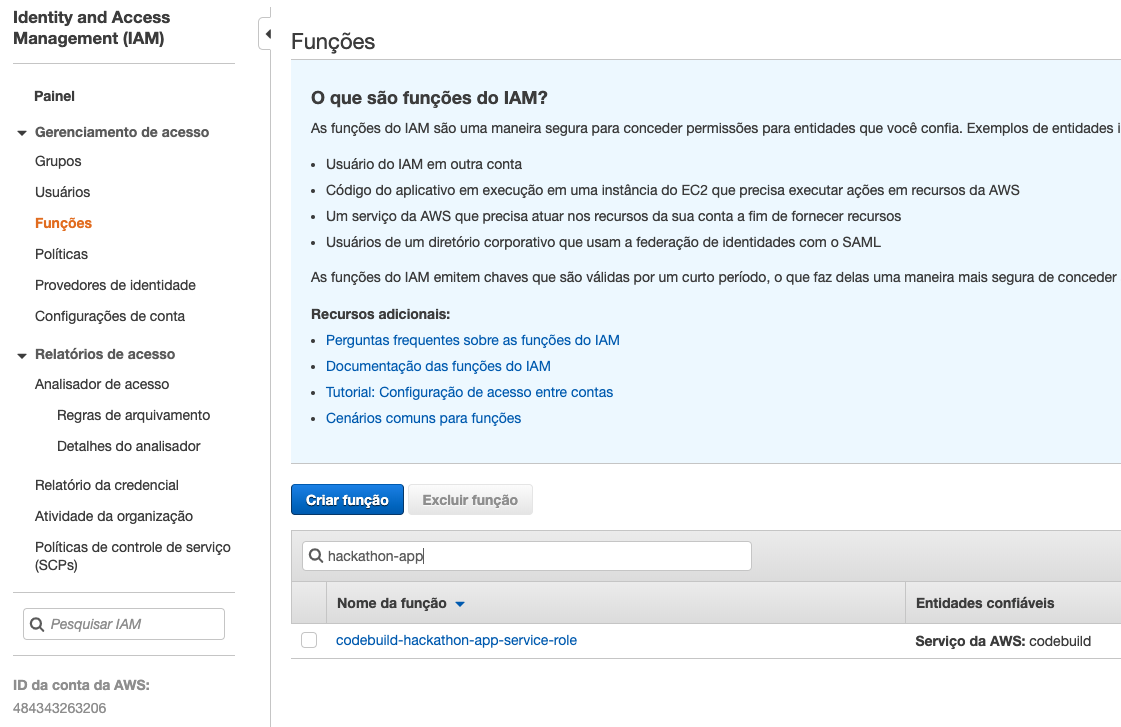 Identity and Access
Management (IAM)
Painel
Gerenciamento de acesso
Grupos
Usuários
Funções
Políticas
Provedores de identidade
Configurações de conta
Relatórios de acesso
Analisador de acesso
Regras de arquivamento
Detalhes do analisador
Relatório da credencial
Atividade da organização
Políticas de controle de serviço
(SCPs)
Pesquisar IAM
ID da conta da AWS:
484343263206
Funções
O que são funções do IAM?
As funções do IAM são uma maneira segura para conceder permissões para entidades que você confia. Exemplos de entidades i
Usuário do IAM em outra conta
Código do aplicativo em execução em uma instância do EC2 que precisa executar ações em recursos da AWS
Um serviço da AWS que precisa atuar nos recursos da sua conta a fim de fornecer recursos
Usuários de um diretório corporativo que usam a federação de identidades com o SAML
As funções do IAM emitem chaves que são válidas por um curto período, o que faz delas uma maneira mais segura de conceder
Recursos adicionais:
Perguntas frequentes sobre as funções do IAM
Documentação das funções do IAM
Tutorial: Configuração de acesso entre contas
Cenários comuns para funções
Criar função Excluir função
hackathon-app
Nome da função Entidades confiáveis
codebuild-hackathon-app-service-role Serviço da AWS: codebuild